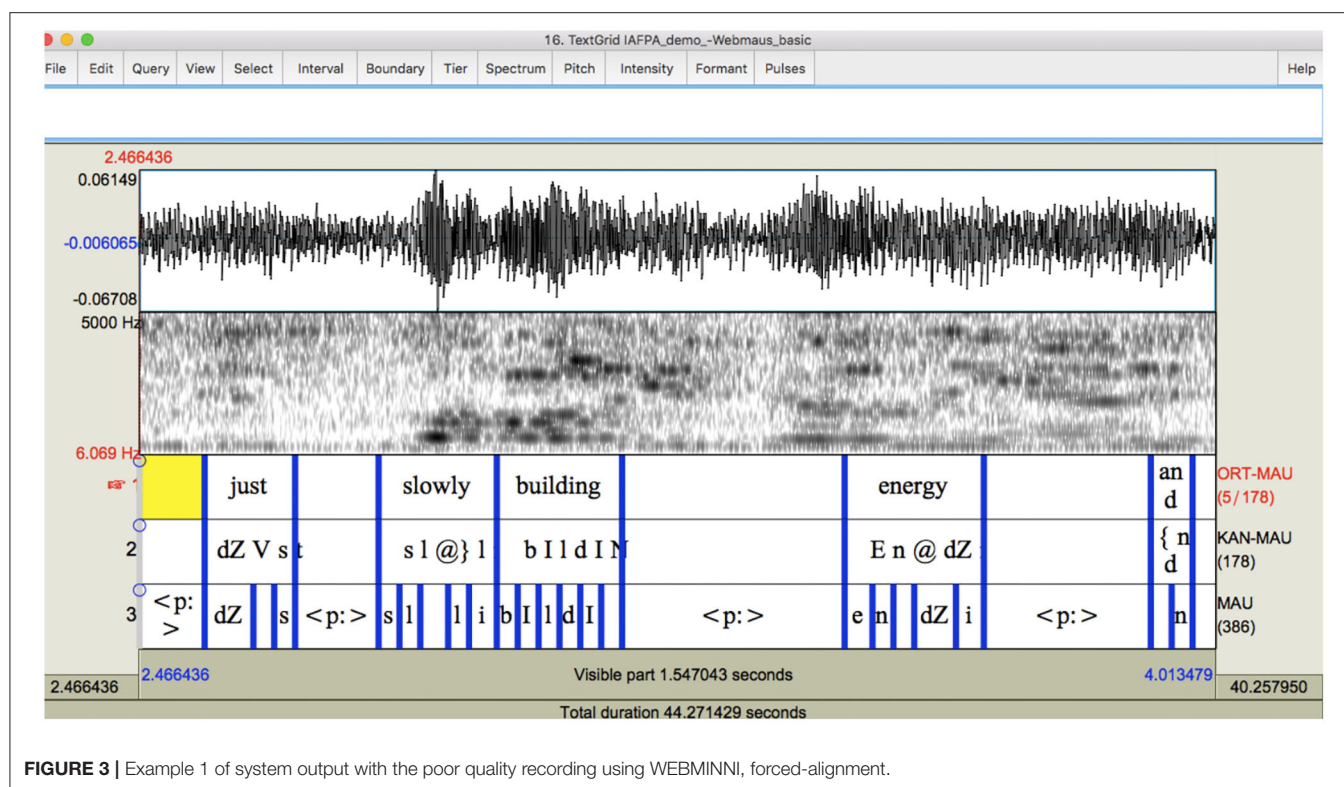 16. TextGrid IAFPA_demo_-Webmaus_basic
File Edit Query View Select Interval Boundary Tier Spectrum Pitch Intensity Formant Pulses Help
2.466436
0.06149
-0.006065
-0.06708
5000 Hz
6.069 Hz
☞ 1 just slowly building energy an
d ORT-MAU
(5/178)
2 dZ V s t s l @} l b I l d I N E n @ dZ { n
d KAN-MAU
(178)
3 <p:
> dZ s <p:> s l l i b I l d I <p:> e n dZ i <p:> n MAU
(386)
2.466436 Visible part 1.547043 seconds 4.013479
2.466436 40.257950
Total duration 44.271429 seconds
FIGURE 3 | Example 1 of system output with the poor quality recording using WEBMINNI, forced-alignment.